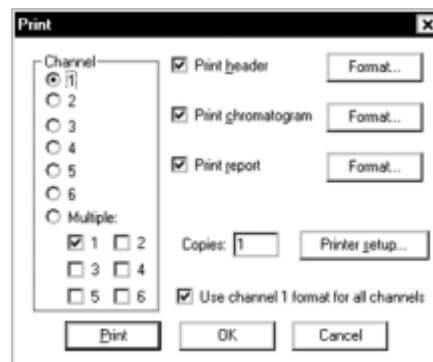 Print
Channel
1
2
3
4
5
6
Multiple:
1 2
3 4
5 6
Print header Format...
Print chromatogram Format...
Print report Format...
Copies: 1 Printer setup...
Use channel 1 format for all channels
Print OK Cancel